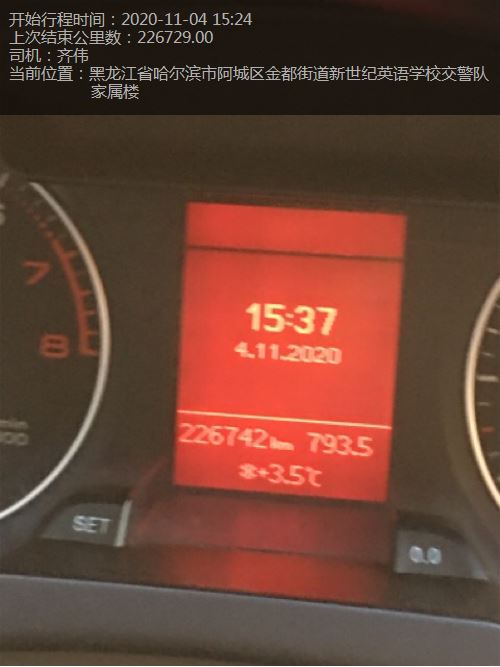 开始行程时间：2020-11-04 15:24
上次结束公里数：226729.00
司机：齐伟
当前位置：黑龙江省哈尔滨市阿城区金都街道新世纪英语学校交警队
家属楼
7
8
15:37
4.11.2020
226742km 793.5
❄+3.5℃
SET
0.0